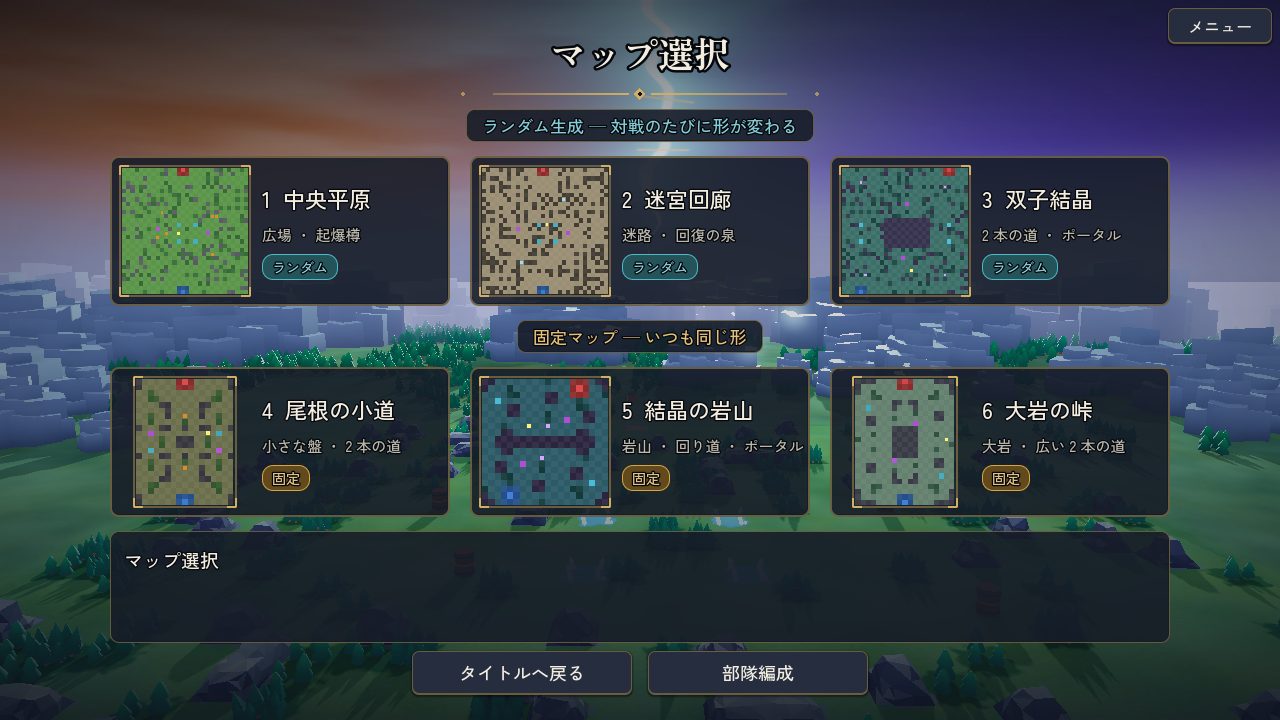 メニュー
マップ選択
ランダム生成 ― 対戦のたびに形が変わる
1 中央平原
広場 ・ 起爆樽
ランダム
2 迷宮回廊
迷路 ・ 回復の泉
ランダム
3 双子結晶
2本の道 ・ ポータル
ランダム
固定マップ ― いつも同じ形
4 尾根の小道
小さな盤 ・ 2本の道
固定
5 結晶の岩山
岩山 ・ 回り道 ・ ポータル
固定
6 大岩の峠
大岩 ・ 広い2本の道
固定
マップ選択
タイトルへ戻る
部隊編成